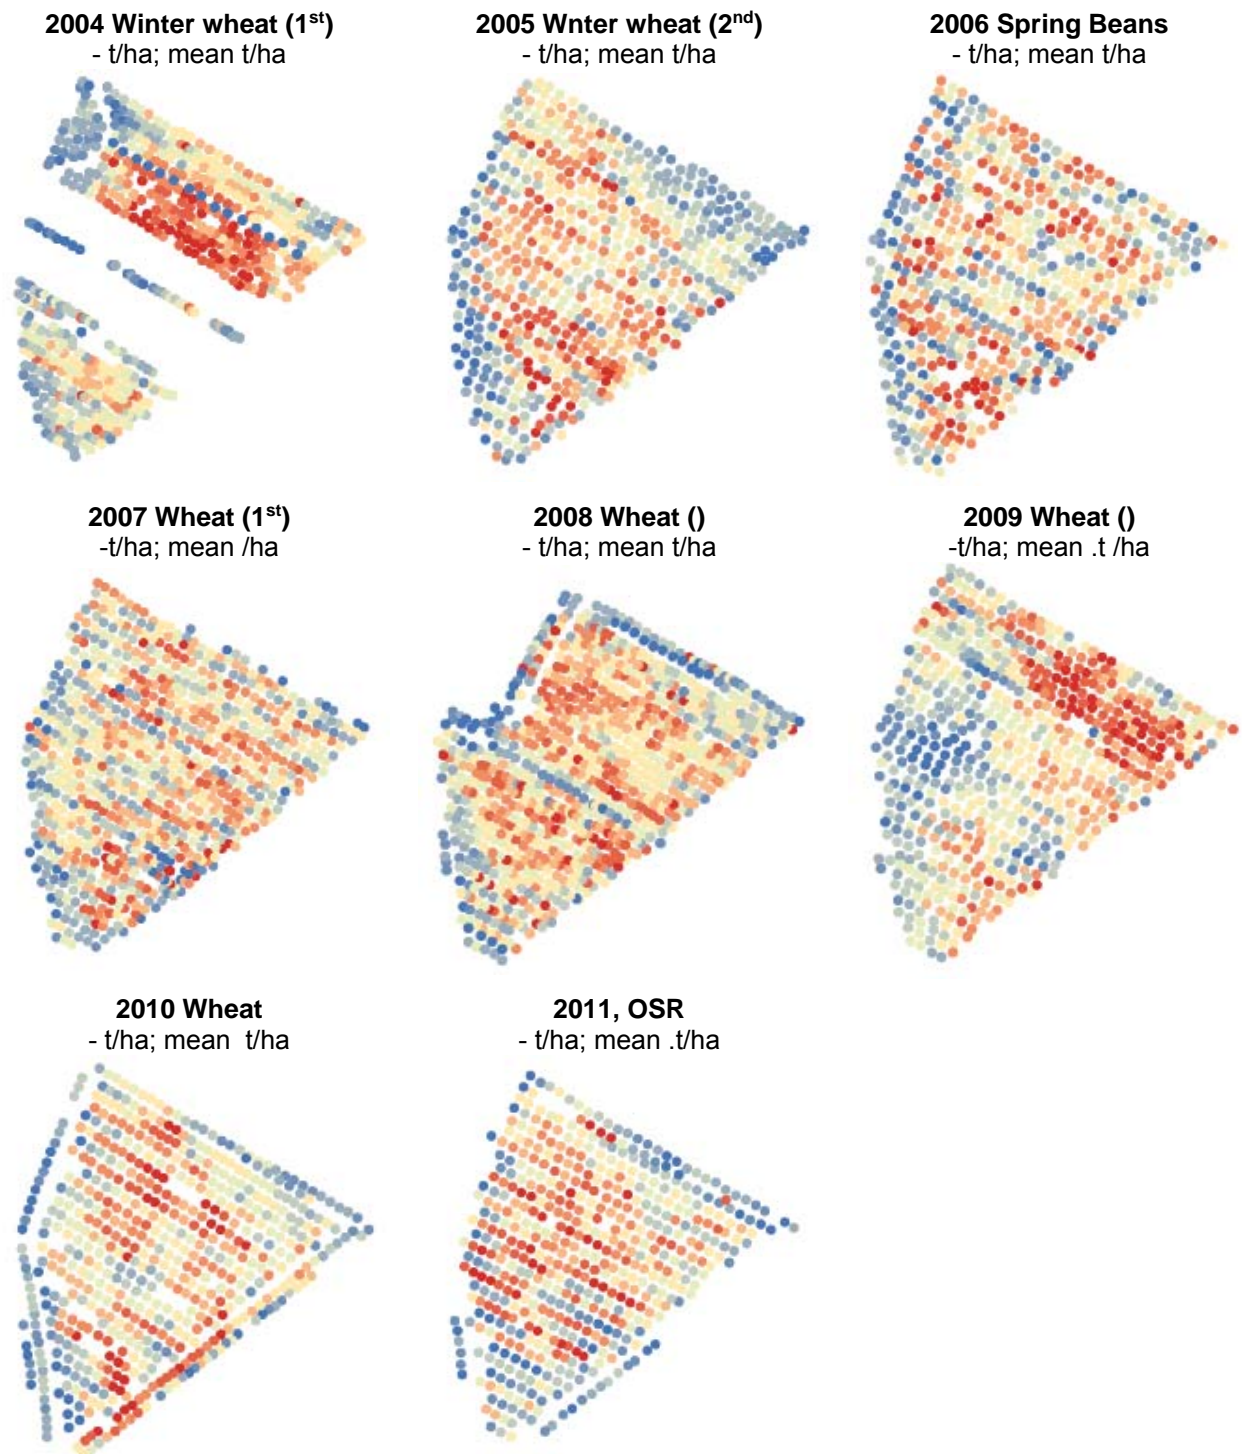 2004 Winter wheat (1st)
- t/ha; mean t/ha
2005 Wnter wheat (2nd)
- t/ha; mean t/ha
2006 Spring Beans
- t/ha; mean t/ha
2007 Wheat (1st)
-t/ha; mean /ha
2008 Wheat ()
- t/ha; mean t/ha
2009 Wheat ()
-t/ha; mean .t /ha
2010 Wheat
- t/ha; mean  t/ha
2011, OSR
- t/ha; mean .t/ha